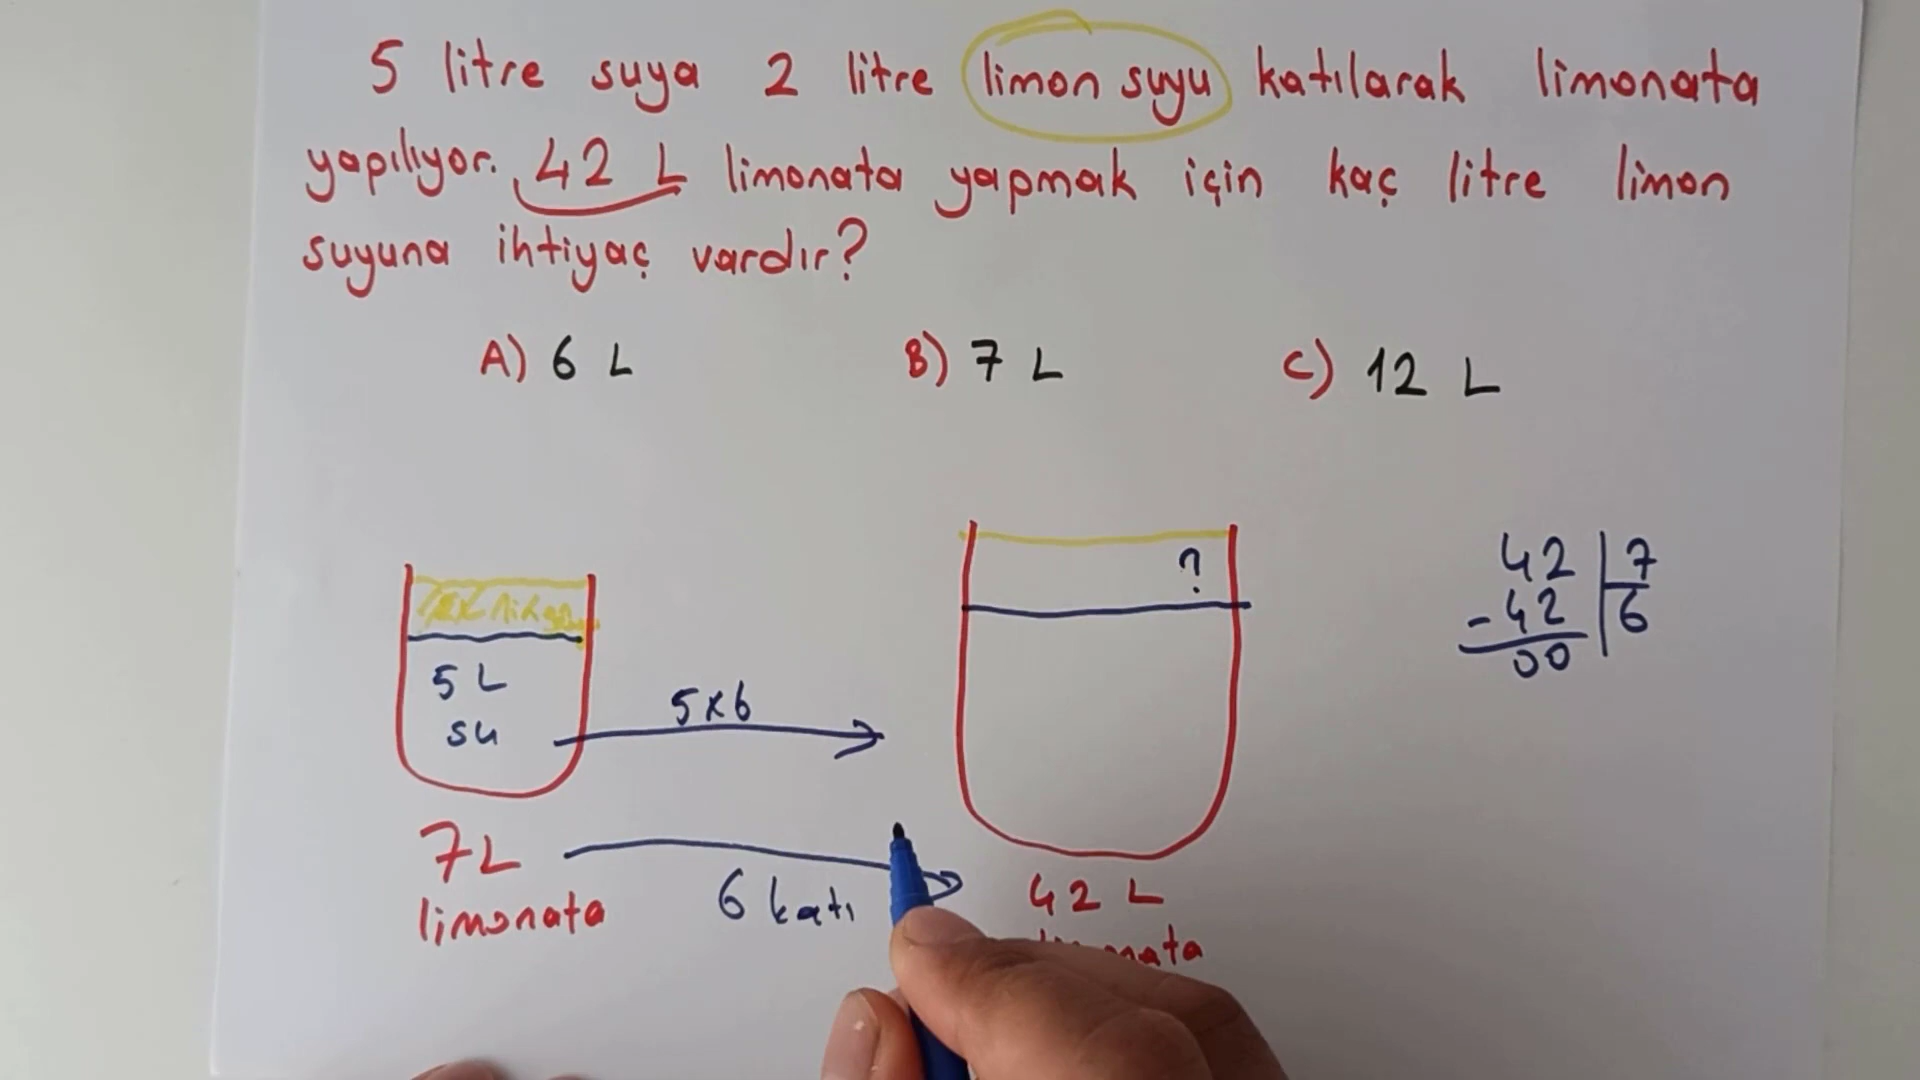 5 litre suya 2 litre limon suyu katılarak limonata
yapılıyor. 42 L limonata yapmak için kaç litre limon
suyuna ihtiyaç vardır?
A) 6 L B) 7 L C) 12 L
5 L
su
5x6
7 L
limonata
6 katı
?
42 L
42 7
- 42 6
00